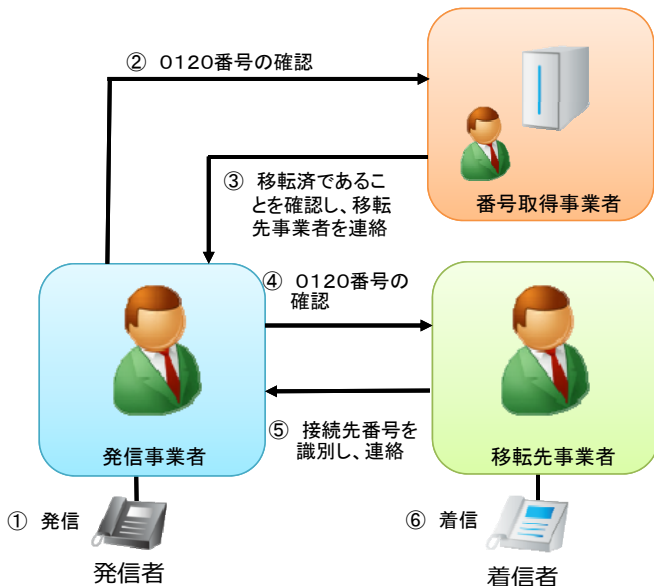 ② 0120番号の確認
番号取得事業者
③ 移転済であるこ
とを確認し、移転
先事業者を連絡
④ 0120番号の
確認
発信事業者
⑤ 接続先番号を
識別し、連絡
移転先事業者
① 発信
発信者
⑥ 着信
着信者